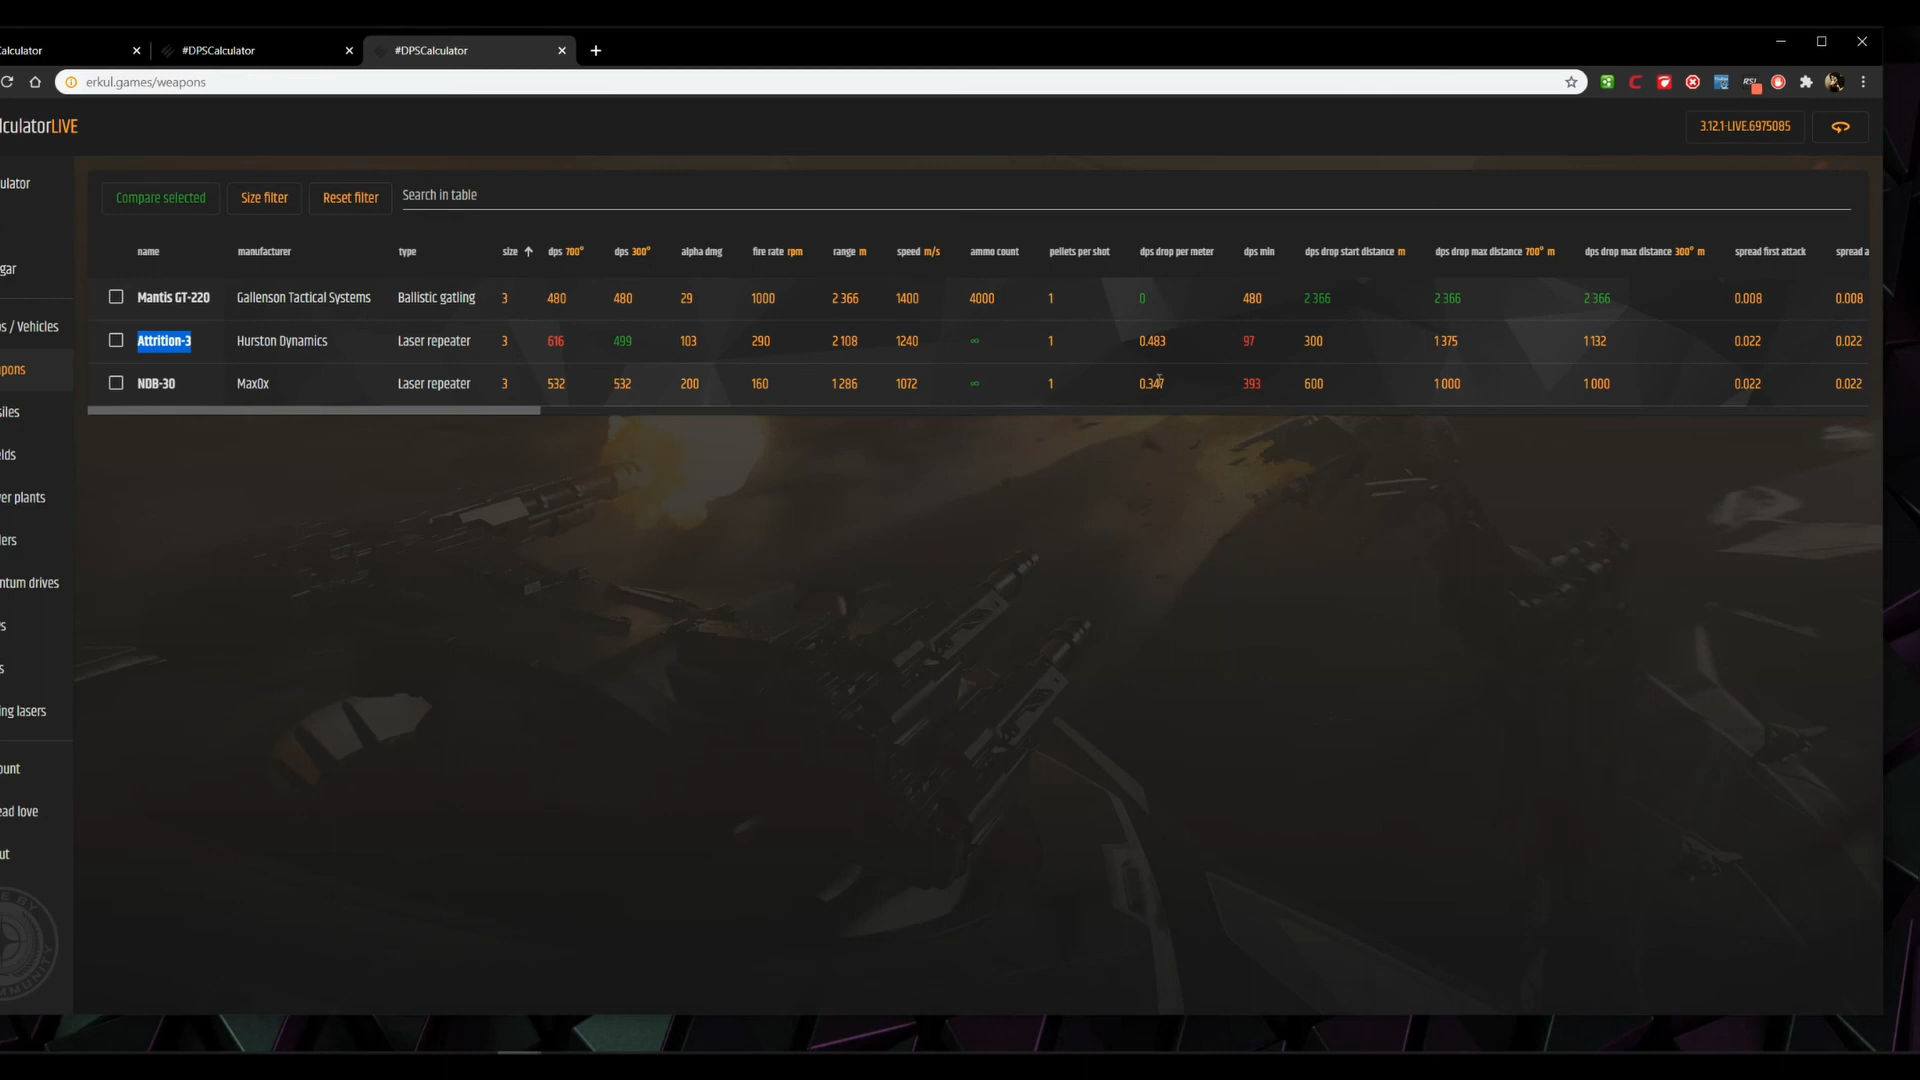 Calculator
#DPSCalculator
#DPSCalculator
erkul.games/weapons
RSI
lculatorLIVE
3.12.1-LIVE.6975085
ulator
gar
s / Vehicles
pons
siles
elds
er plants
lers
ntum drives
s
s
ng lasers
ount
ead love
ut
E BY
MUNITY
Compare selected
Size filter
Reset filter
Search in table
name manufacturer type size dps 700° dps 300° alpha dmg fire rate rpm range m speed m/s ammo count pellets per shot dps drop per meter dps min dps drop start distance m dps drop max distance 700° m dps drop max distance 300° m spread first attack spread a
Mantis GT-220 Gallenson Tactical Systems Ballistic gatling 3 480 480 29 1000 2 366 1400 4000 1 0 480 2 366 2 366 2 366 0.008 0.008
Attrition-3 Hurston Dynamics Laser repeater 3 616 499 103 290 2 108 1240 ∞ 1 0.483 97 300 1 375 1 132 0.022 0.022
NDB-30 MaxOx Laser repeater 3 532 532 200 160 1 286 1072 ∞ 1 0.347 393 600 1 000 1 000 0.022 0.022